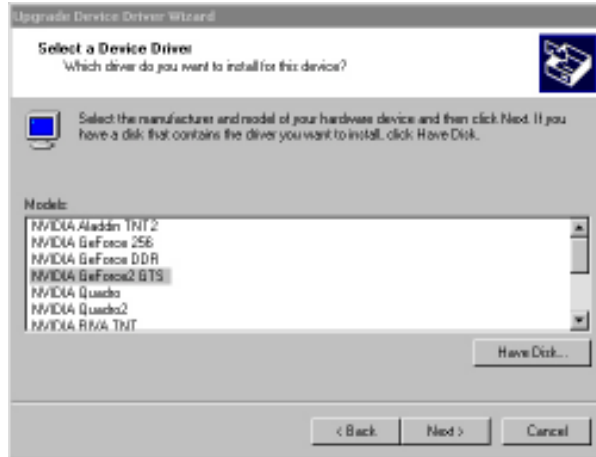 Upgrade Device Driver Wizard
Select a Device Driver
Which driver do you want to install for this device?
Select the manufacturer and model of your hardware device and then click Next. If you
have a disk that contains the driver you want to install, click Have Disk.
Models:
NVIDIA Aladdin TNT2
NVIDIA GeForce 256
NVIDIA GeForce DDR
NVIDIA GeForce2 GTS
NVIDIA Quadro
NVIDIA Quadro2
NVIDIA RIVA TNT
Have Disk...
< Back
Next >
Cancel